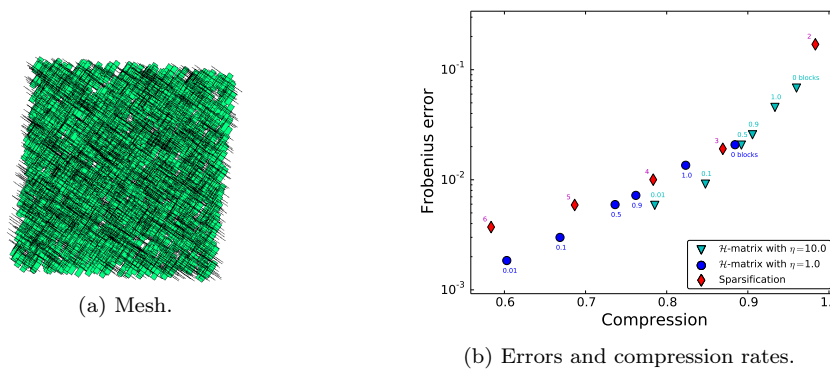 (a) Mesh.
Frobenius error
10⁻¹
10⁻²
10⁻³
2
0 blocks
1.0
0.9
0.5
3
0 blocks
4
1.0
0.1
5
0.01
0.9
0.5
6
0.1
0.01
ℋ-matrix with η=10.0
ℋ-matrix with η=1.0
Sparsification
0.6 0.7 0.8 0.9 1.
Compression
(b) Errors and compression rates.